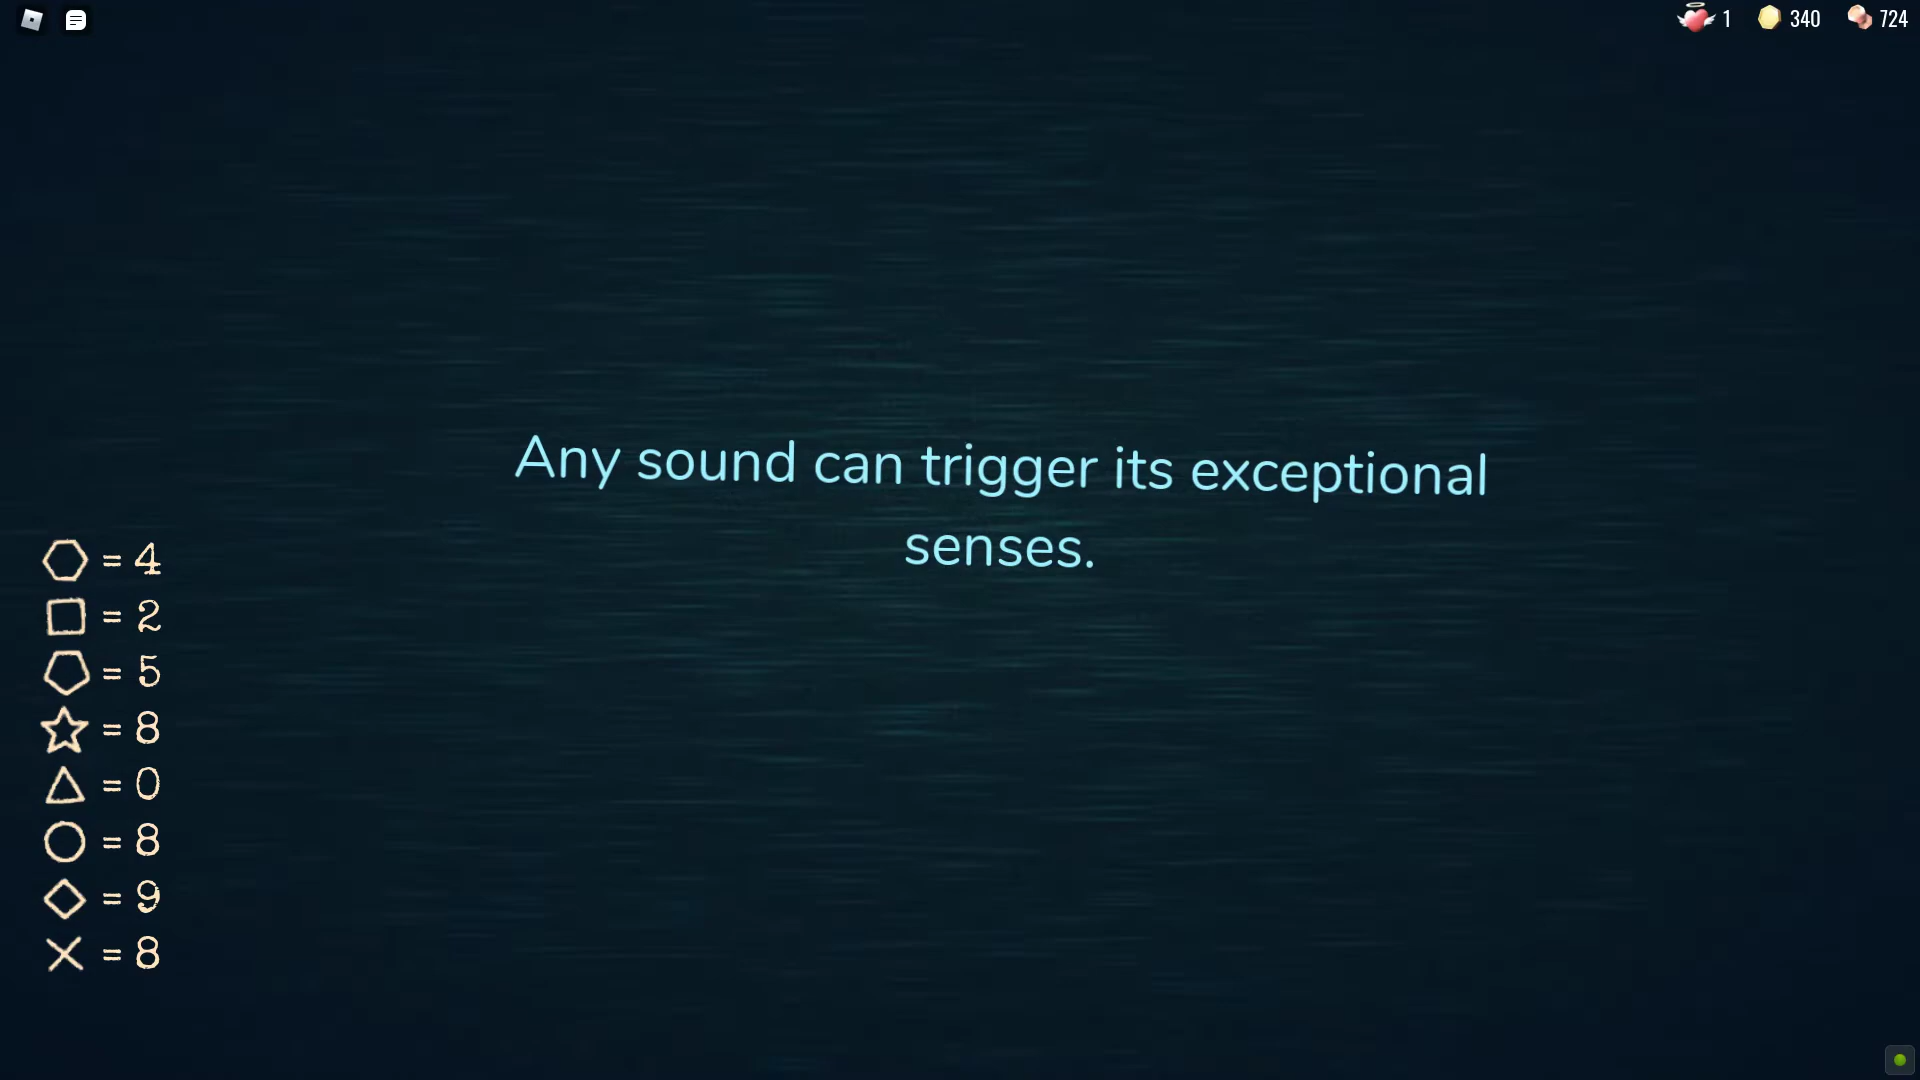 1 340 724
Any sound can trigger its exceptional
senses.
= 4
= 2
= 5
= 8
= 0
= 8
= 9
= 8